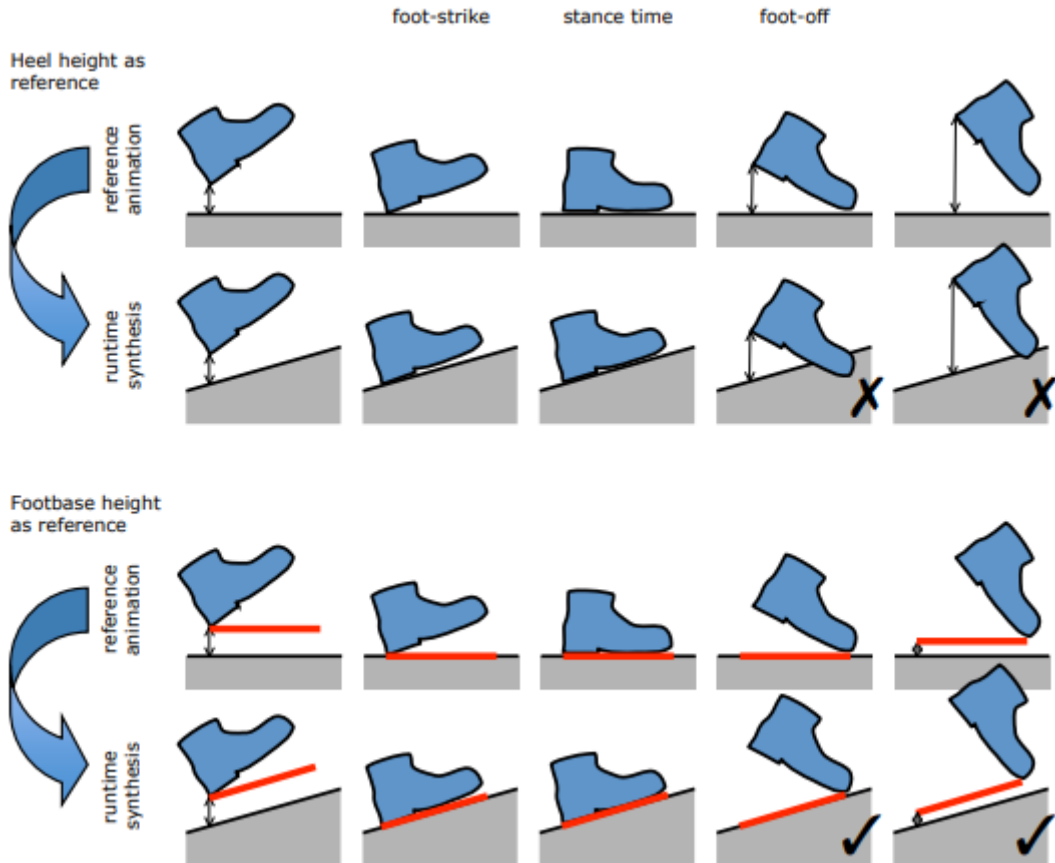 foot-strike
stance time
foot-off
Heel height as
reference
reference
animation
runtime
synthesis
✗
✗
Footbase height
as reference
reference
animation
runtime
synthesis
✓
✓